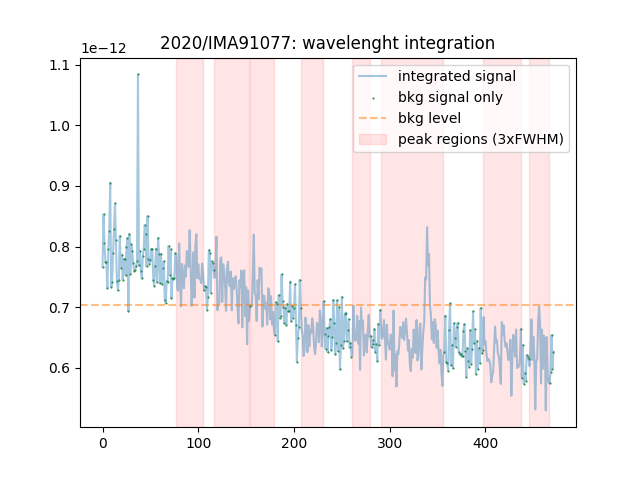 2020/IMA91077: wavelenght integration
1e−12
integrated signal
bkg signal only
bkg level
peak regions (3xFWHM)
1.1
1.0
0.9
0.8
0.7
0.6
0 100 200 300 400